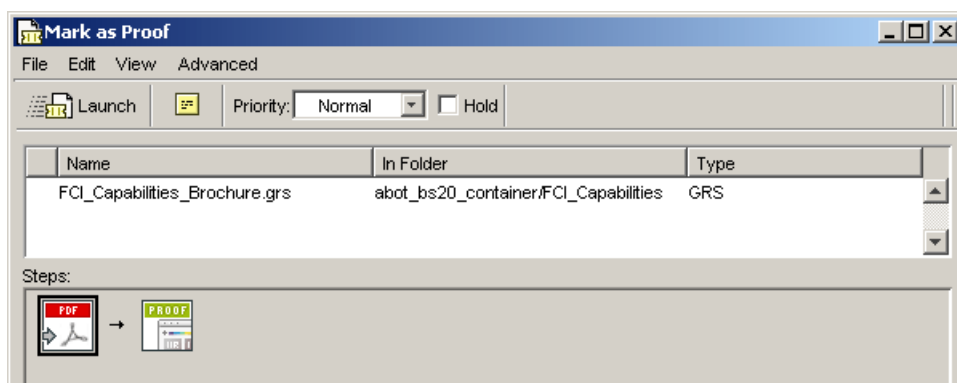 Mark as Proof
File Edit View Advanced
Launch Priority: Normal Hold
Name In Folder Type
FCI_Capabilities_Brochure.grs abot_bs20_container/FCI_Capabilities GRS
Steps:
PDF PROOF